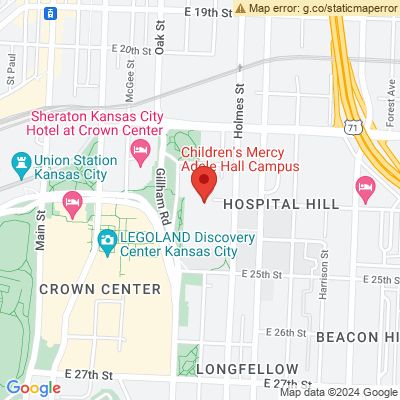 Map error: g.co/staticmaperror
E 19th St
E 20th St
Oak St
McGee St
St Paul
Forest Ave
71
Holmes St
Sheraton Kansas City
Hotel at Crown Center
Children's Mercy
Adele Hall Campus
Union Station
Kansas City
Gillham Rd
HOSPITAL HILL
Main St
LEGOLAND Discovery
Center Kansas City
E 25th St
E 25th St
Harrison St
CROWN CENTER
E 26th St
BEACON HI
LONGFELLOW
E 27th St
E 27th St
Google
Map data ©2024 Google